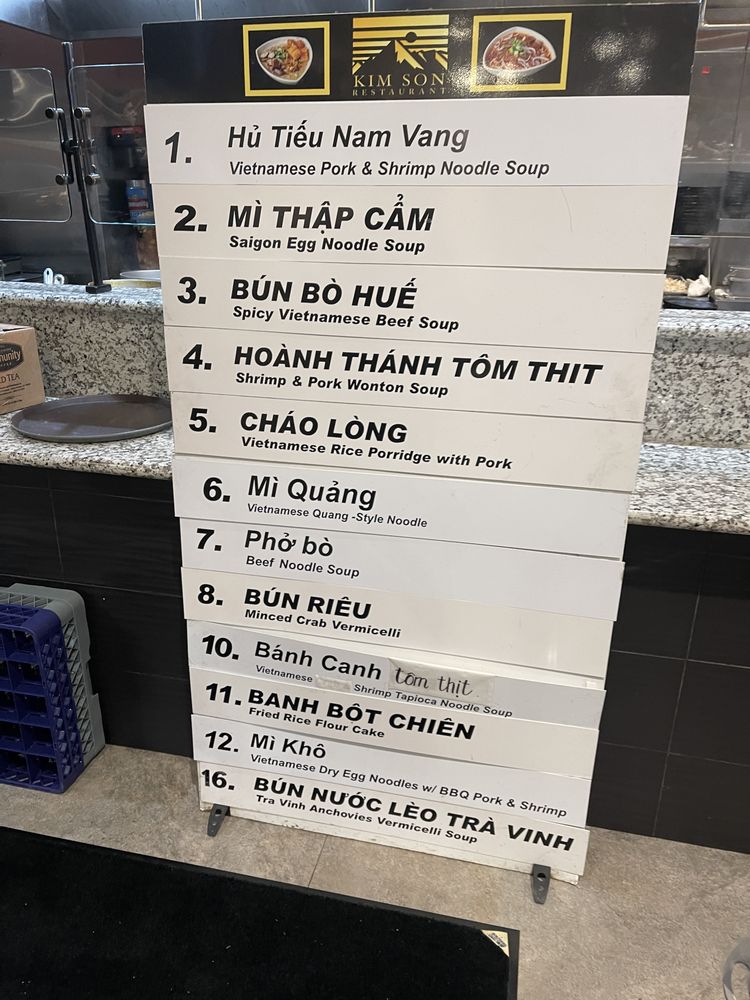 KIM SON
RESTAURANT
1. Hủ Tiếu Nam Vang
Vietnamese Pork & Shrimp Noodle Soup
2. MÌ THẬP CẨM
Saigon Egg Noodle Soup
3. BÚN BÒ HUẾ
Spicy Vietnamese Beef Soup
4. HOÀNH THÁNH TÔM THIT
Shrimp & Pork Wonton Soup
5. CHÁO LÒNG
Vietnamese Rice Porridge with Pork
6. Mì Quảng
Vietnamese Quang -Style Noodle
7. Phở bò
Beef Noodle Soup
8. BÚN RIÊU
Minced Crab Vermicelli
10. Bánh Canh tôm thịt
Vietnamese Shrimp Tapioca Noodle Soup
11. BANH BỘT CHIÊN
Fried Rice Flour Cake
12. Mì Khô
Vietnamese Dry Egg Noodles w/ BBQ Pork & Shrimp
16. BÚN NƯỚC LÈO TRÀ VINH
Tra Vinh Anchovies Vermicelli Soup